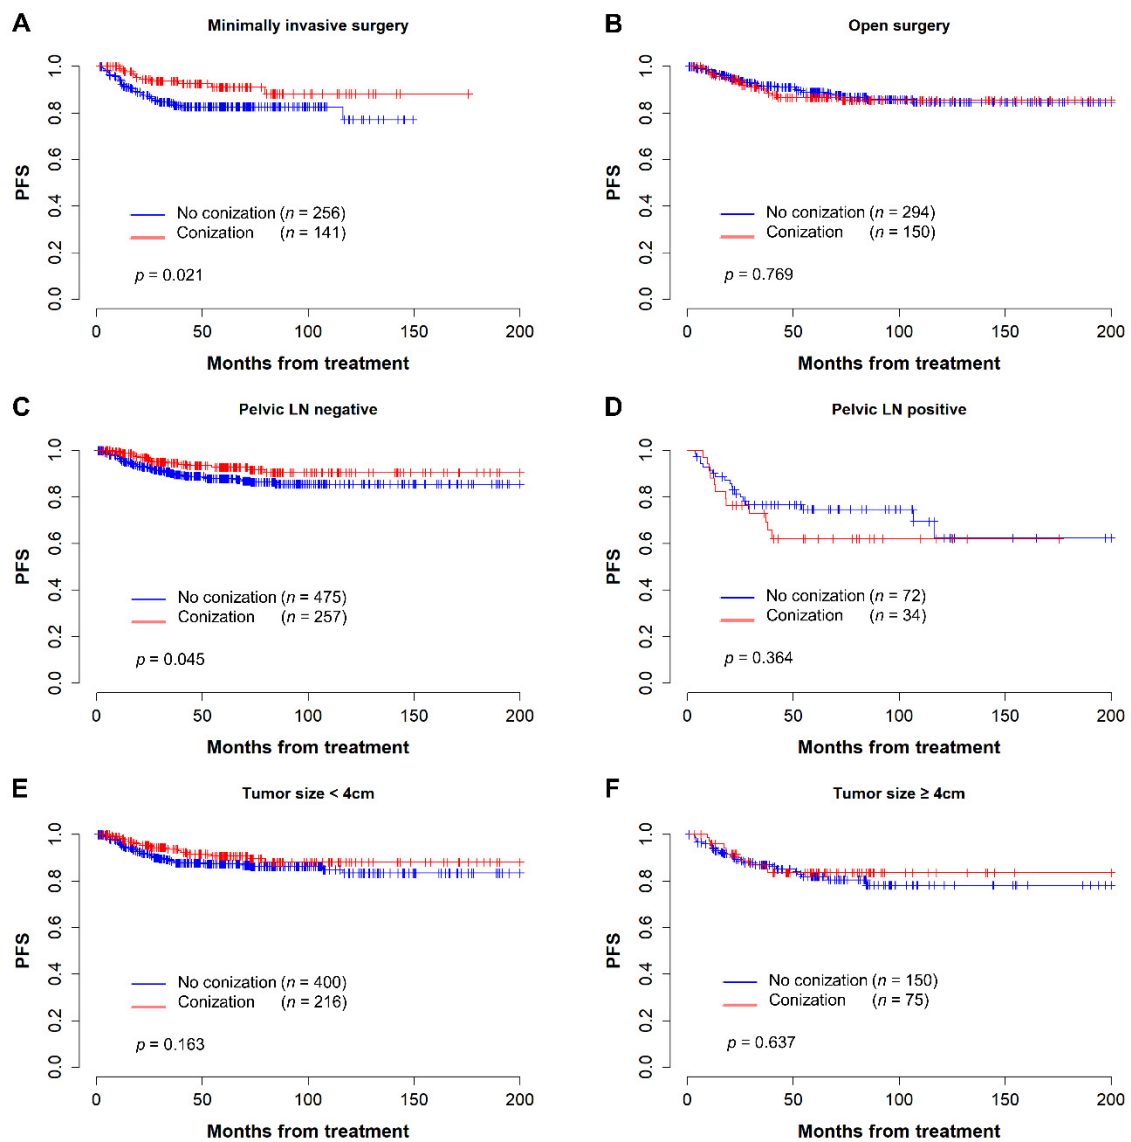 A
Minimally invasive surgery
PFS
1.0
0.8
0.6
0.4
0.2
0.0
No conization (n = 256)
Conization (n = 141)
p = 0.021
0 50 100 150 200
Months from treatment
B
Open surgery
PFS
1.0
0.8
0.6
0.4
0.2
0.0
No conization (n = 294)
Conization (n = 150)
p = 0.769
0 50 100 150 200
Months from treatment
C
Pelvic LN negative
PFS
1.0
0.8
0.6
0.4
0.2
0.0
No conization (n = 475)
Conization (n = 257)
p = 0.045
0 50 100 150 200
Months from treatment
D
Pelvic LN positive
PFS
1.0
0.8
0.6
0.4
0.2
0.0
No conization (n = 72)
Conization (n = 34)
p = 0.364
0 50 100 150 200
Months from treatment
E
Tumor size < 4cm
PFS
1.0
0.8
0.6
0.4
0.2
0.0
No conization (n = 400)
Conization (n = 216)
p = 0.163
0 50 100 150 200
Months from treatment
F
Tumor size ≥ 4cm
PFS
1.0
0.8
0.6
0.4
0.2
0.0
No conization (n = 150)
Conization (n = 75)
p = 0.637
0 50 100 150 200
Months from treatment